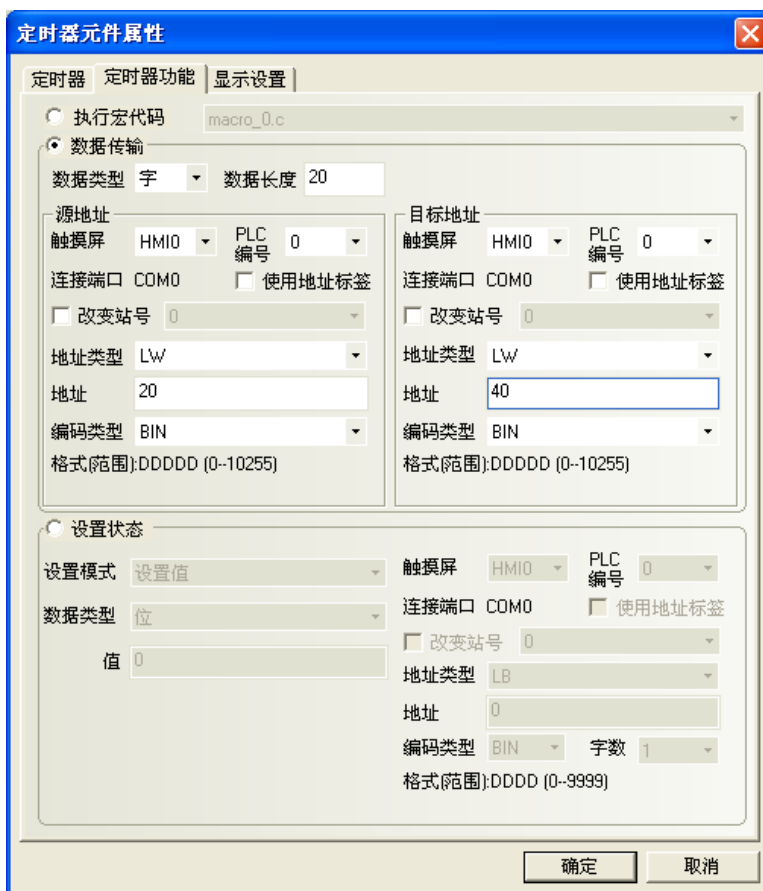 定时器元件属性
定时器 定时器功能 显示设置
执行宏代码 macro_0.c
数据传输
数据类型 字 数据长度 20
源地址
触摸屏 HMI0 PLC编号 0
连接端口 COM0 使用地址标签
改变站号 0
地址类型 LW
地址 20
编码类型 BIN
格式(范围):DDDDD (0--10255)
目标地址
触摸屏 HMI0 PLC编号 0
连接端口 COM0 使用地址标签
改变站号 0
地址类型 LW
地址 40
编码类型 BIN
格式(范围):DDDDD (0--10255)
设置状态
设置模式 设置值
数据类型 位
值 0
触摸屏 HMI0 PLC编号 0
连接端口 COM0 使用地址标签
改变站号 0
地址类型 LB
地址 0
编码类型 BIN 字数 1
格式(范围):DDDD (0--9999)
确定 取消